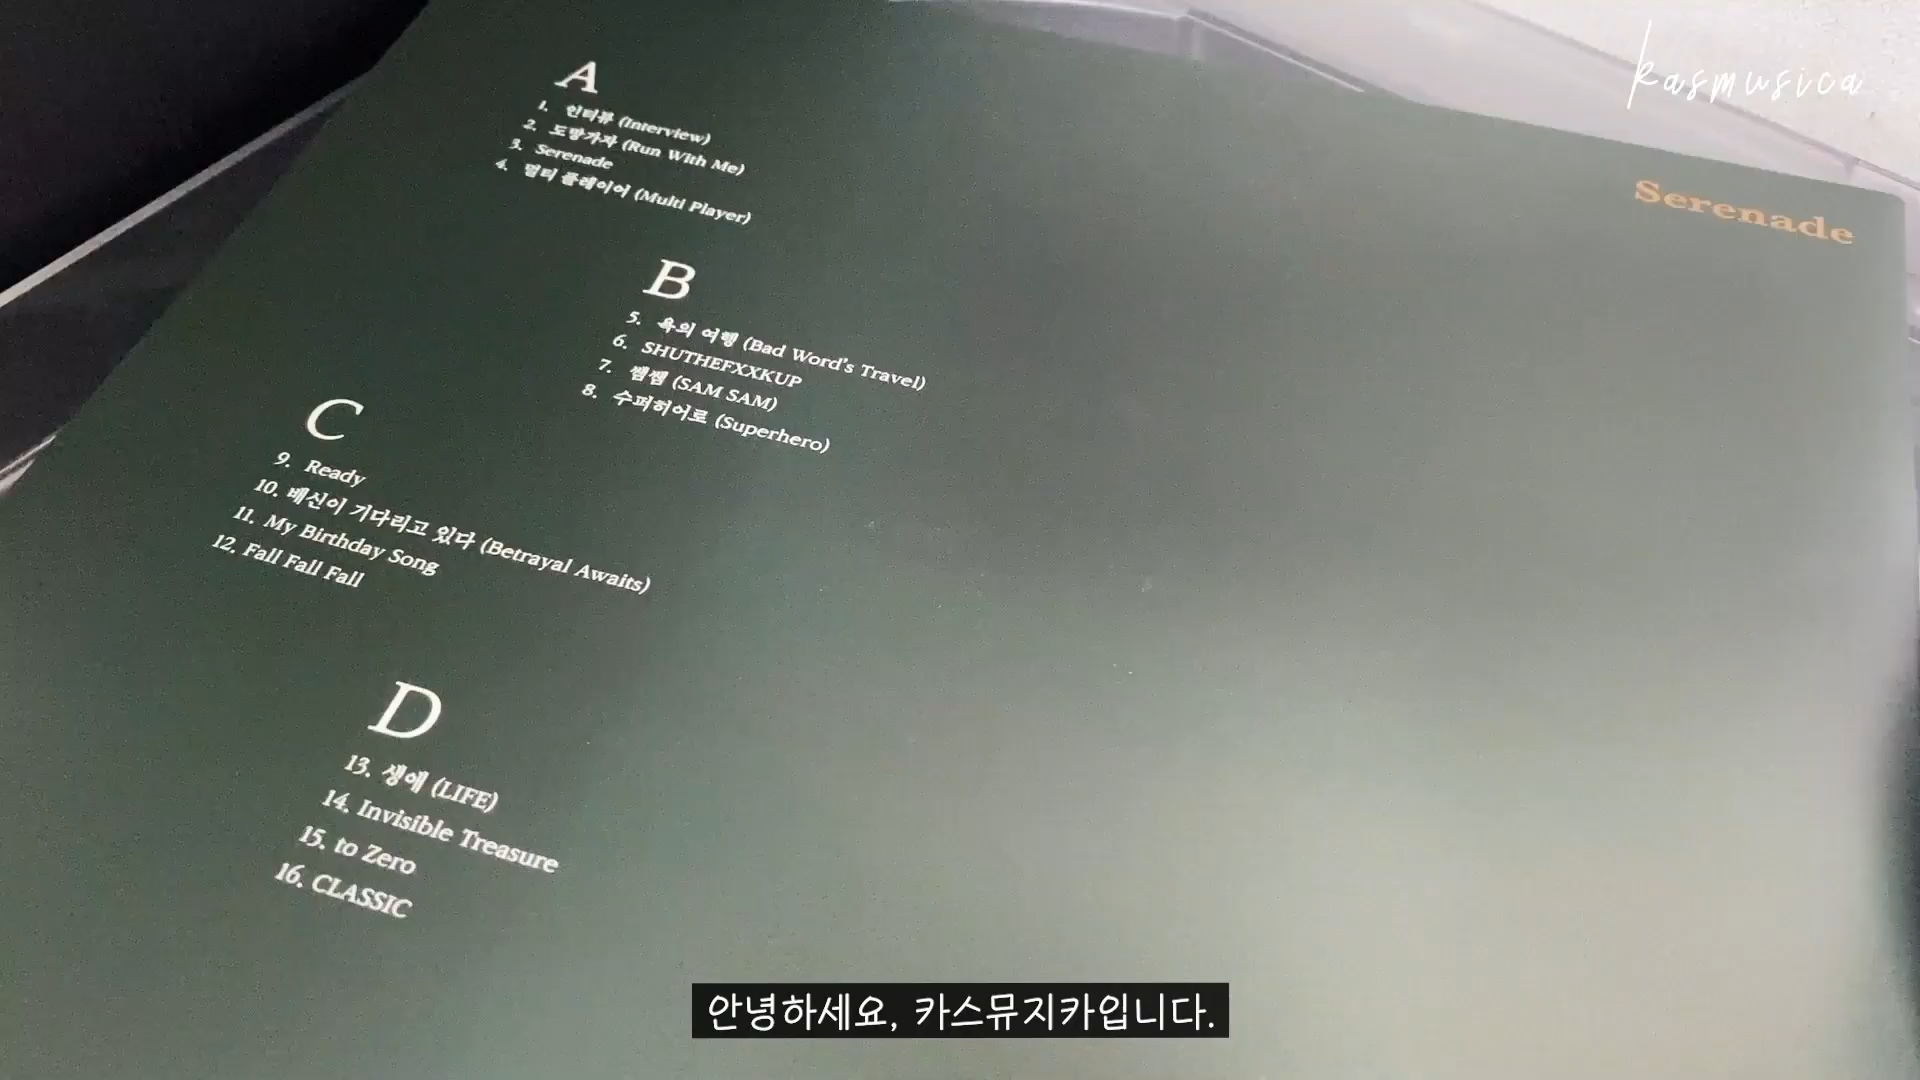 kasmusica
Serenade
A
1. 인터뷰 (Interview)
2. 도망가자 (Run With Me)
3. Serenade
4. 멀티 플레이어 (Multi Player)
B
5. 욕의 여행 (Bad Word's Travel)
6. SHUTHEFXXKUP
7. 쌤쌤 (SAM SAM)
8. 수퍼히어로 (Superhero)
C
9. Ready
10. 배신이 기다리고 있다 (Betrayal Awaits)
11. My Birthday Song
12. Fall Fall Fall
D
13. 생애 (LIFE)
14. Invisible Treasure
15. to Zero
16. CLASSIC
안녕하세요, 카스뮤지카입니다.